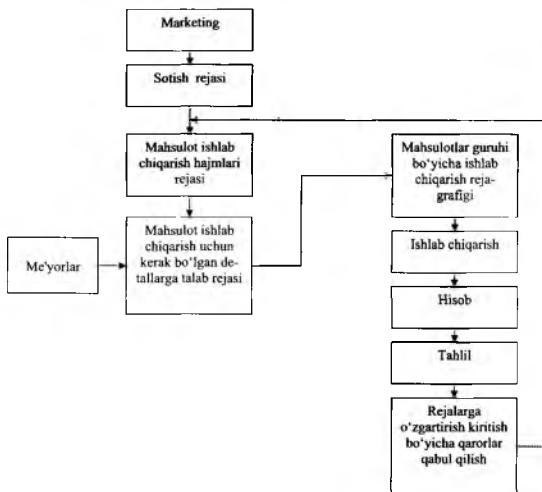 Marketing
Sotish rejasi
Mahsulot ishlab
chiqarish hajmlari
rejasi
Mahsulot ishlab
chiqarish uchun
kerak bo‘lgan de-
tallarga talab rejasi
Me'yorlar
Mahsulotlar guruhi
bo‘yicha ishlab
chiqarish reja-
grafigi
Ishlab chiqarish
Hisob
Tahlil
Rejalarga
o‘zgartirish kiritish
bo‘yicha qarorlar
qabul qilish